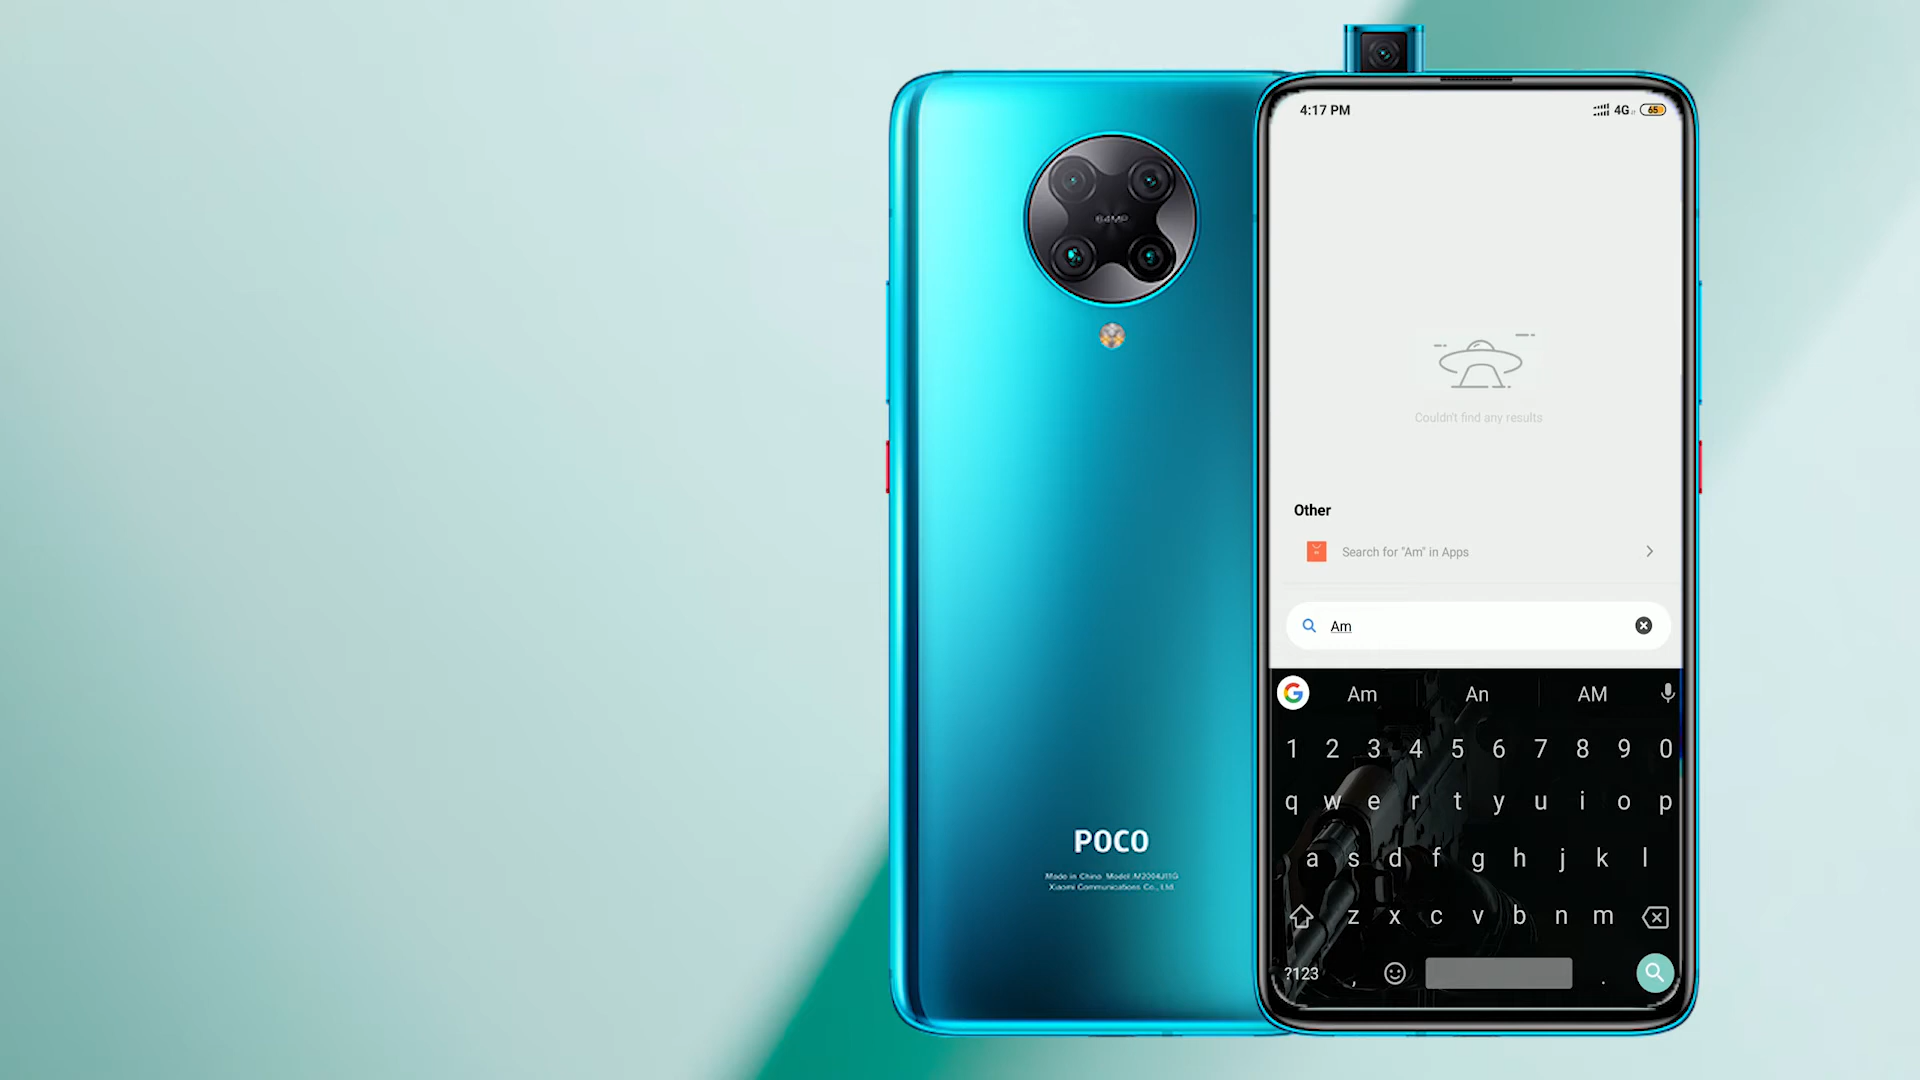 64MP
POCO
Made in China Model:M2004J11G
Xiaomi Communications Co., Ltd.
4:17 PM 4G 65
Couldn't find any results
Other
Search for "Am" in Apps
Am
Am An AM
1 2 3 4 5 6 7 8 9 0
q w e r t y u i o p
a s d f g h j k l
z x c v b n m
?123 , .